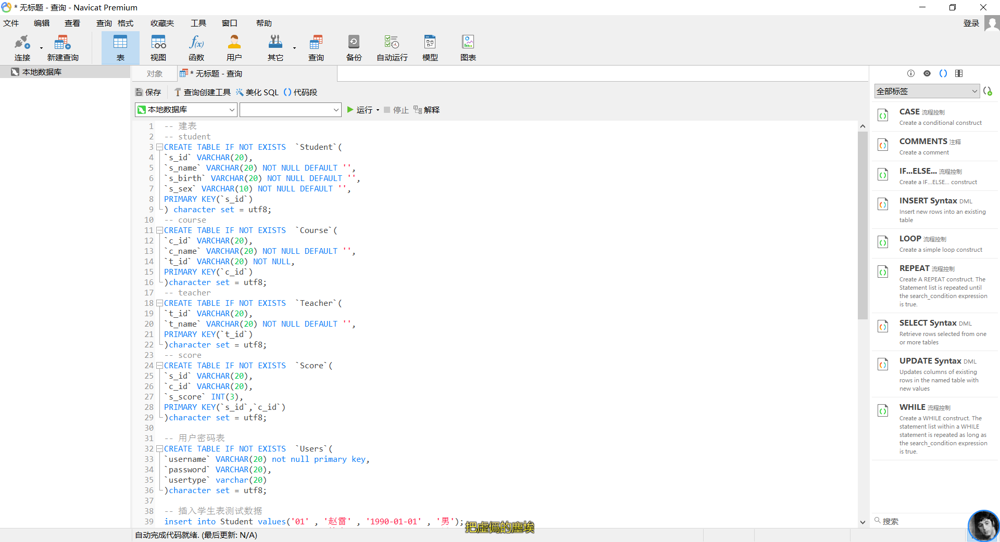 * 无标题 - 查询 - Navicat Premium
文件 编辑 查看 查询 格式 收藏夹 工具 窗口 帮助 登录
连接 新建查询 表 视图 函数 用户 其它 查询 备份 自动运行 模型 图表
本地数据库
对象 * 无标题 - 查询
保存 查询创建工具 美化 SQL () 代码段
本地数据库 运行 停止 解释
1 -- 建表
2 -- student
3 CREATE TABLE IF NOT EXISTS  `Student`(
4 `s_id` VARCHAR(20),
5 `s_name` VARCHAR(20) NOT NULL DEFAULT '',
6 `s_birth` VARCHAR(20) NOT NULL DEFAULT '',
7 `s_sex` VARCHAR(10) NOT NULL DEFAULT '',
8 PRIMARY KEY(`s_id`)
9 ) character set = utf8;
10 -- course
11 CREATE TABLE IF NOT EXISTS  `Course`(
12 `c_id` VARCHAR(20),
13 `c_name` VARCHAR(20) NOT NULL DEFAULT '',
14 `t_id` VARCHAR(20) NOT NULL,
15 PRIMARY KEY(`c_id`)
16 )character set = utf8;
17 -- teacher
18 CREATE TABLE IF NOT EXISTS  `Teacher`(
19 `t_id` VARCHAR(20),
20 `t_name` VARCHAR(20) NOT NULL DEFAULT '',
21 PRIMARY KEY(`t_id`)
22 )character set = utf8;
23 -- score
24 CREATE TABLE IF NOT EXISTS  `Score`(
25 `s_id` VARCHAR(20),
26 `c_id` VARCHAR(20),
27 `s_score` INT(3),
28 PRIMARY KEY(`s_id`,`c_id`)
29 )character set = utf8;
30
31 -- 用户密码表
32 CREATE TABLE IF NOT EXISTS  `Users`(
33 `username` VARCHAR(20) not null primary key,
34 `password` VARCHAR(20),
35 `usertype` varchar(20)
36 )character set = utf8;
37
38 -- 插入学生表测试数据
39 insert into Student values('01' , '赵雷' , '1990-01-01' , '男');
把虛僞的塵埃
自动完成代码就绪. (最后更新: N/A)
全部标签
CASE 流程控制
Create a conditional construct
COMMENTS 注释
Create a comment
IF...ELSE... 流程控制
Create a IF...ELSE... construct
INSERT Syntax DML
Insert new rows into an existing
table
LOOP 流程控制
Create a simple loop construct
REPEAT 流程控制
Create A REPEAT construct. The
Statement list is repeated until
the search_condition expression
is true.
SELECT Syntax DML
Retrieve rows selected from one
or more tables
UPDATE Syntax DML
Updates columns of existing
rows in the named table with
new values
WHILE 流程控制
Create a WHILE construct. The
statement list within a WHILE
statement is repeated as long as
the search_condition expression
is true.
搜索